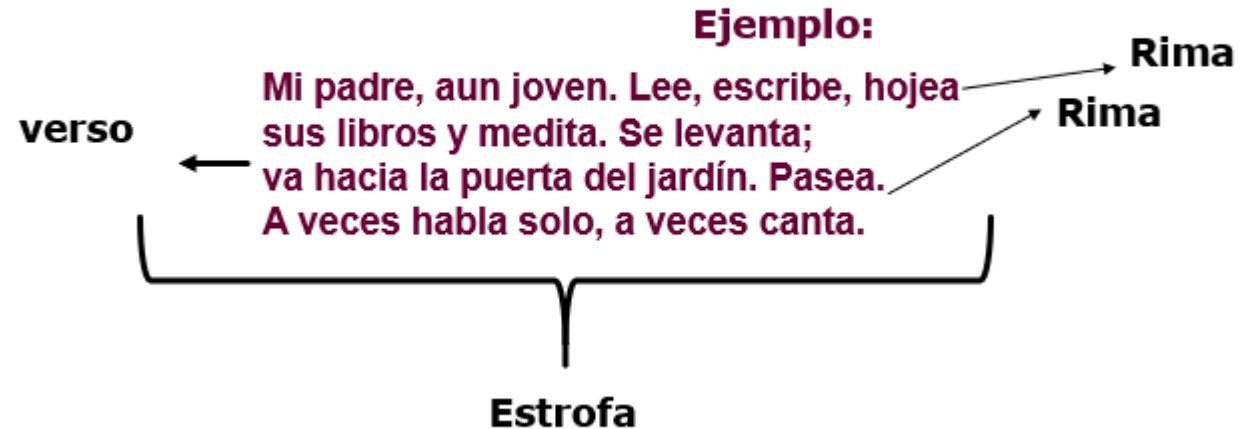 Ejemplo:
Rima
Mi padre, aun joven. Lee, escribe, hojea
Rima
verso
sus libros y medita. Se levanta;
va hacia la puerta del jardín. Pasea.
A veces habla solo, a veces canta.
Estrofa